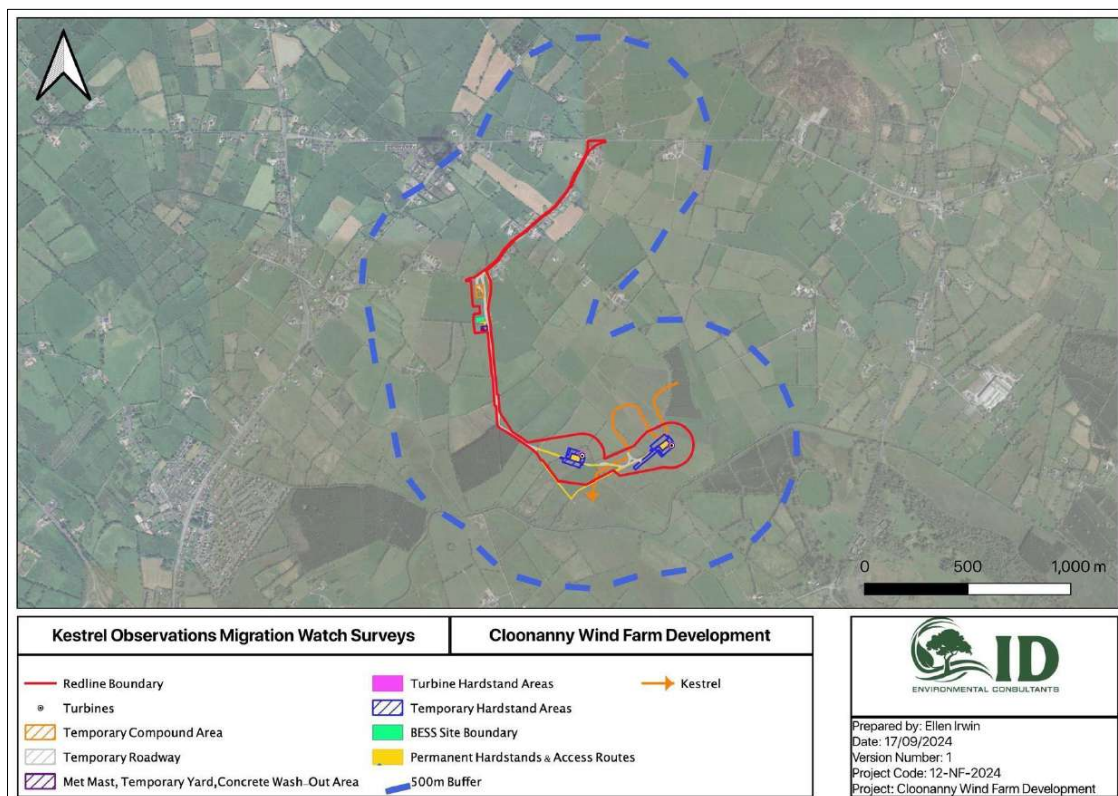 0 500 1,000 m
Kestrel Observations Migration Watch Surveys
Cloonanny Wind Farm Development
Redline Boundary
Turbines
Temporary Compound Area
Temporary Roadway
Met Mast, Temporary Yard,Concrete Wash-Out Area
Turbine Hardstand Areas
Temporary Hardstand Areas
BESS Site Boundary
Permanent Hardstands & Access Routes
500m Buffer
Kestrel
ID
ENVIRONMENTAL CONSULTANTS
Prepared by: Ellen Irwin
Date: 17/09/2024
Version Number: 1
Project Code: 12-NF-2024
Project: Cloonanny Wind Farm Development